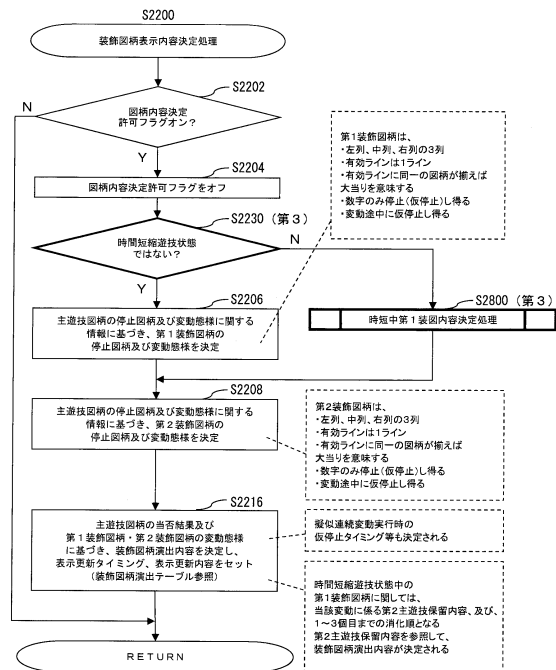 S2200
装飾図柄表示内容決定処理
S2202
N
図柄内容決定
許可フラグオン?
Y
S2204
図柄内容決定許可フラグをオフ
S2230 (第3)
時間短縮遊技状態
ではない?
N
Y
S2206
主遊技図柄の停止図柄及び変動態様に関する
情報に基づき、第1装飾図柄の
停止図柄及び変動態様を決定
第1装飾図柄は、
・左列、中列、右列の3列
・有効ラインは1ライン
・有効ラインに同一の図柄が揃えば
大当りを意味する
・数字のみ停止(仮停止)し得る
・変動途中に仮停止し得る
S2800 (第3)
時短中第1装図内容決定処理
S2208
主遊技図柄の停止図柄及び変動態様に関する
情報に基づき、第2装飾図柄の
停止図柄及び変動態様を決定
第2装飾図柄は、
・左列、中列、右列の3列
・有効ラインは1ライン
・有効ラインに同一の図柄が揃えば
大当りを意味する
・数字のみ停止(仮停止)し得る
・変動途中に仮停止し得る
S2216
主遊技図柄の当否結果及び
第1装飾図柄・第2装飾図柄の変動態様
に基づき、装飾図柄演出内容を決定し、
表示更新タイミング、表示更新内容をセット
(装飾図柄演出テーブル参照)
擬似連続変動実行時の
仮停止タイミング等も決定される
時間短縮遊技状態中の
第1装飾図柄に関しては、
当該変動に係る第2主遊技保留内容、及び、
1~3個目までの消化順となる
第2主遊技保留内容を参照して、
装飾図柄演出内容が決定される
RETURN